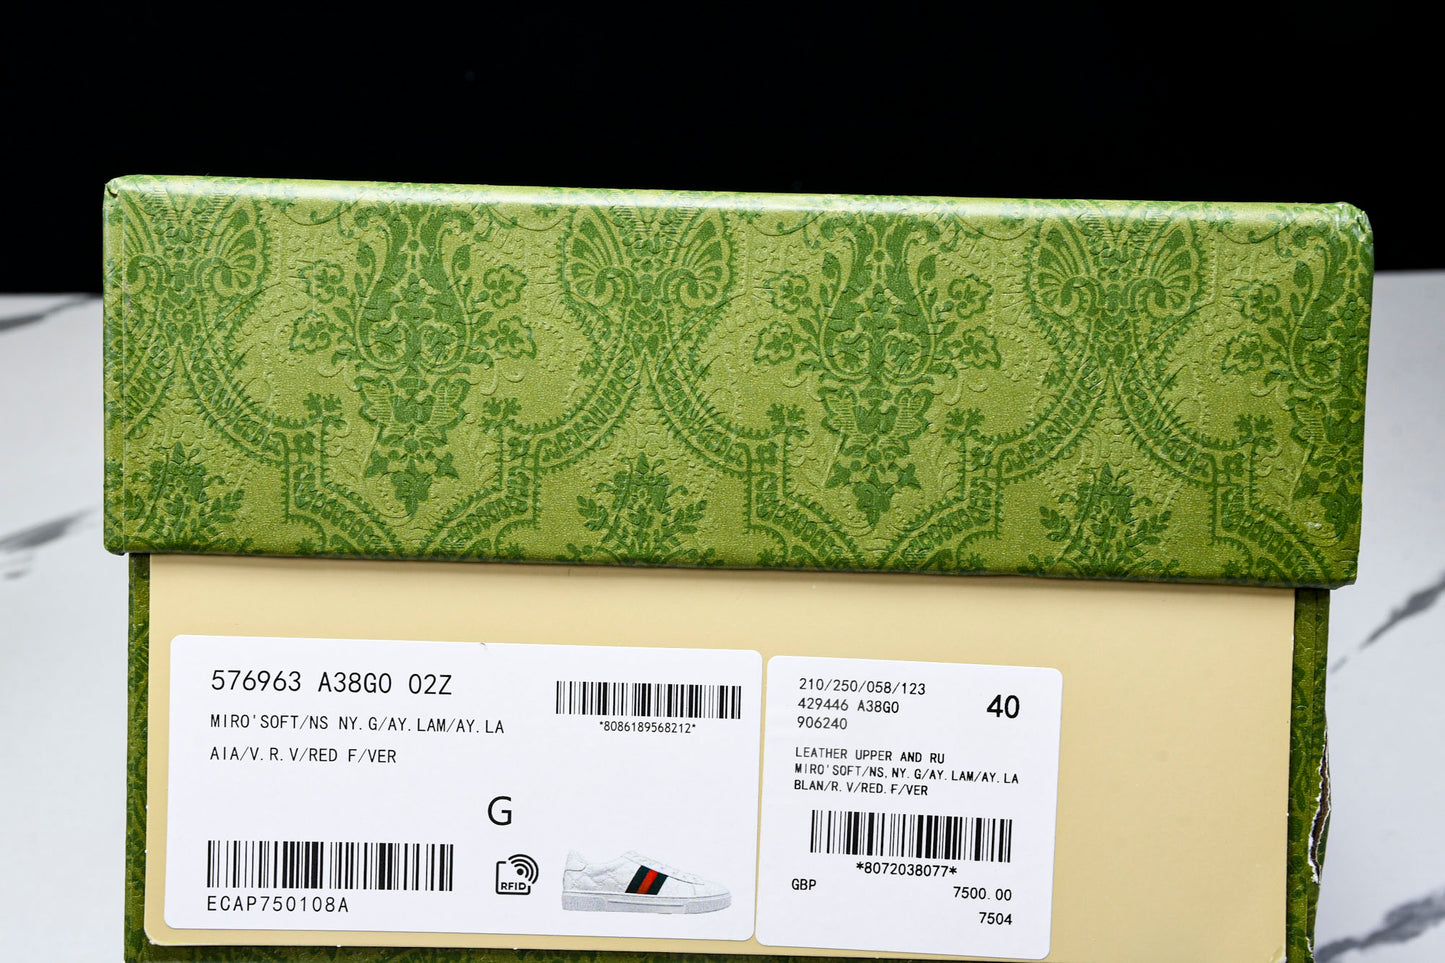 576963 A38G0 02Z
MIRO'SOFT/NS NY.G/AY.LAM/AY.LA
AIA/V.R.V/RED F/VER
*8086189568212*
G
RFID
ECAP750108A
210/250/058/123
429446 A38G0
906240
40
LEATHER UPPER AND RU
MIRO'SOFT/NS,NY.G/AY.LAM/AY.LA
BLAN/R.V/RED.F/VER
*8072038077*
GBP 7500.00
7504